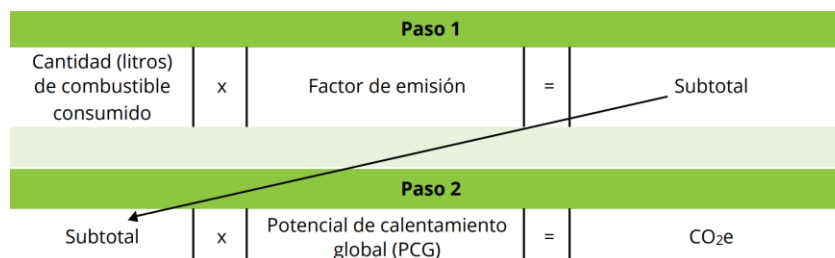 Paso 1
Cantidad (litros)
de combustible
consumido
x
Factor de emisión
=
Subtotal
Paso 2
Subtotal
x
Potencial de calentamiento
global (PCG)
=
CO₂e